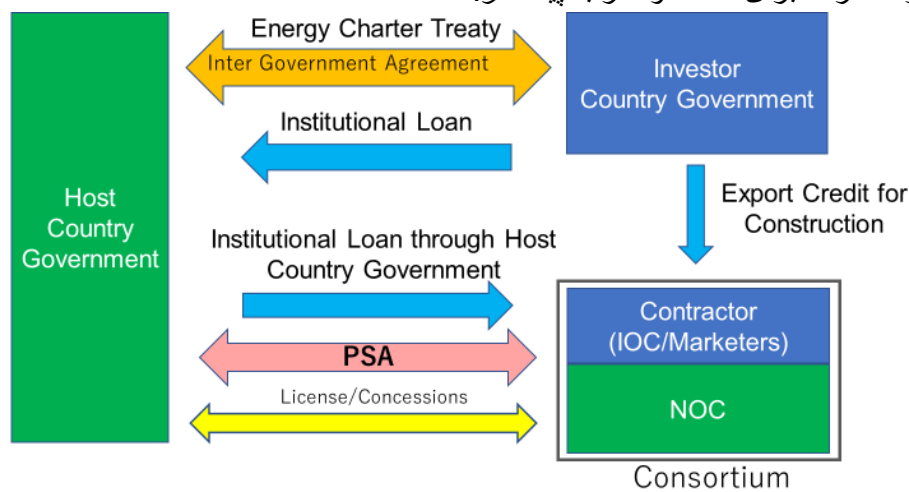 Energy Charter Treaty
Inter Government Agreement
Investor
Country Government
Institutional Loan
Host
Country
Government
Export Credit for
Construction
Institutional Loan through Host
Country Government
Contractor
(IOC/Marketers)
PSA
License/Concessions
NOC
Consortium